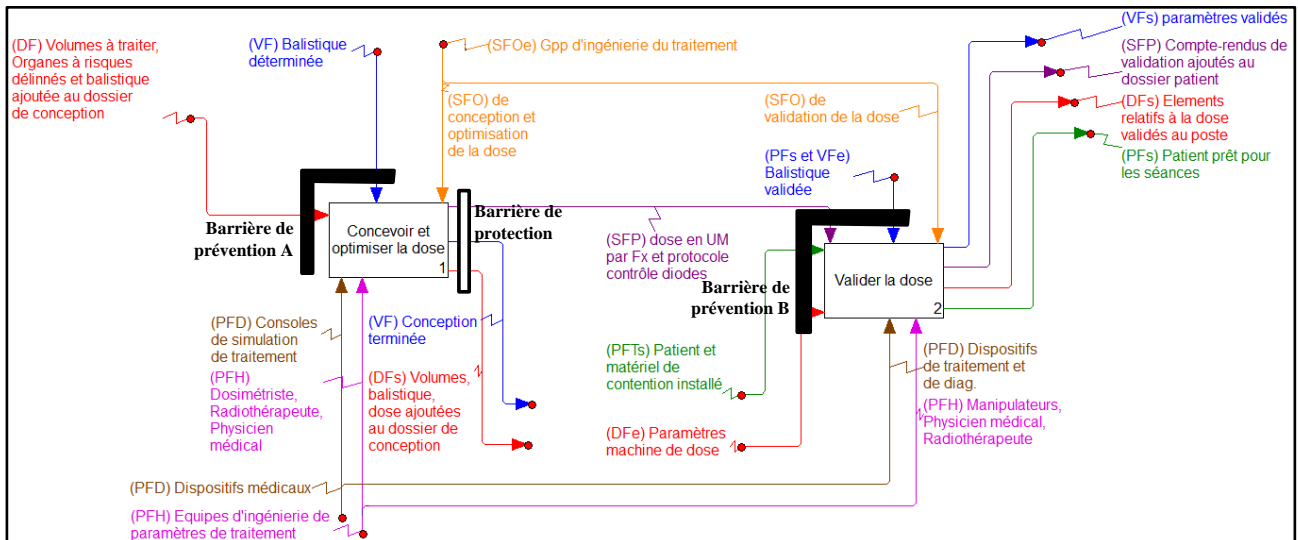 (DF) Volumes à traiter,
Organes à risques
délinnés et balistique
ajoutée au dossier
de conception
(VF) Balistique
déterminée
(SFOe) Gpp d'ingénierie du traitement
(SFO) de
conception et
optimisation
de la dose
(SFO) de
validation de la dose
(PFs et VFe)
Balistique
validée
(VFs) paramètres validés
(SFP) Compte-rendus de
validation ajoutés au
dossier patient
(DFs) Elements
relatifs à la dose
validés au poste
(PFs) Patient prêt pour
les séances
Barrière de
prévention A
Concevoir et
optimiser la dose
1
Barrière de
protection
(SFP) dose en UM
par Fx et protocole
contrôle diodes
Barrière de
prévention B
Valider la dose
2
(PFD) Consoles
de simulation
de traitement
(VF) Conception
terminée
(PFH)
Dosimétriste,
Radiothérapeute,
Physicien
médical
(DFs) Volumes,
balistique,
dose ajoutées
au dossier de
conception
(PFTs) Patient et
matériel de
contention installé
(DFe) Paramètres
machine de dose
(PFD) Dispositifs
de traitement et
de diag.
(PFH) Manipulateurs,
Physicien médical,
Radiothérapeute
(PFD) Dispositifs médicaux
(PFH) Equipes d'ingénierie de
paramètres de traitement